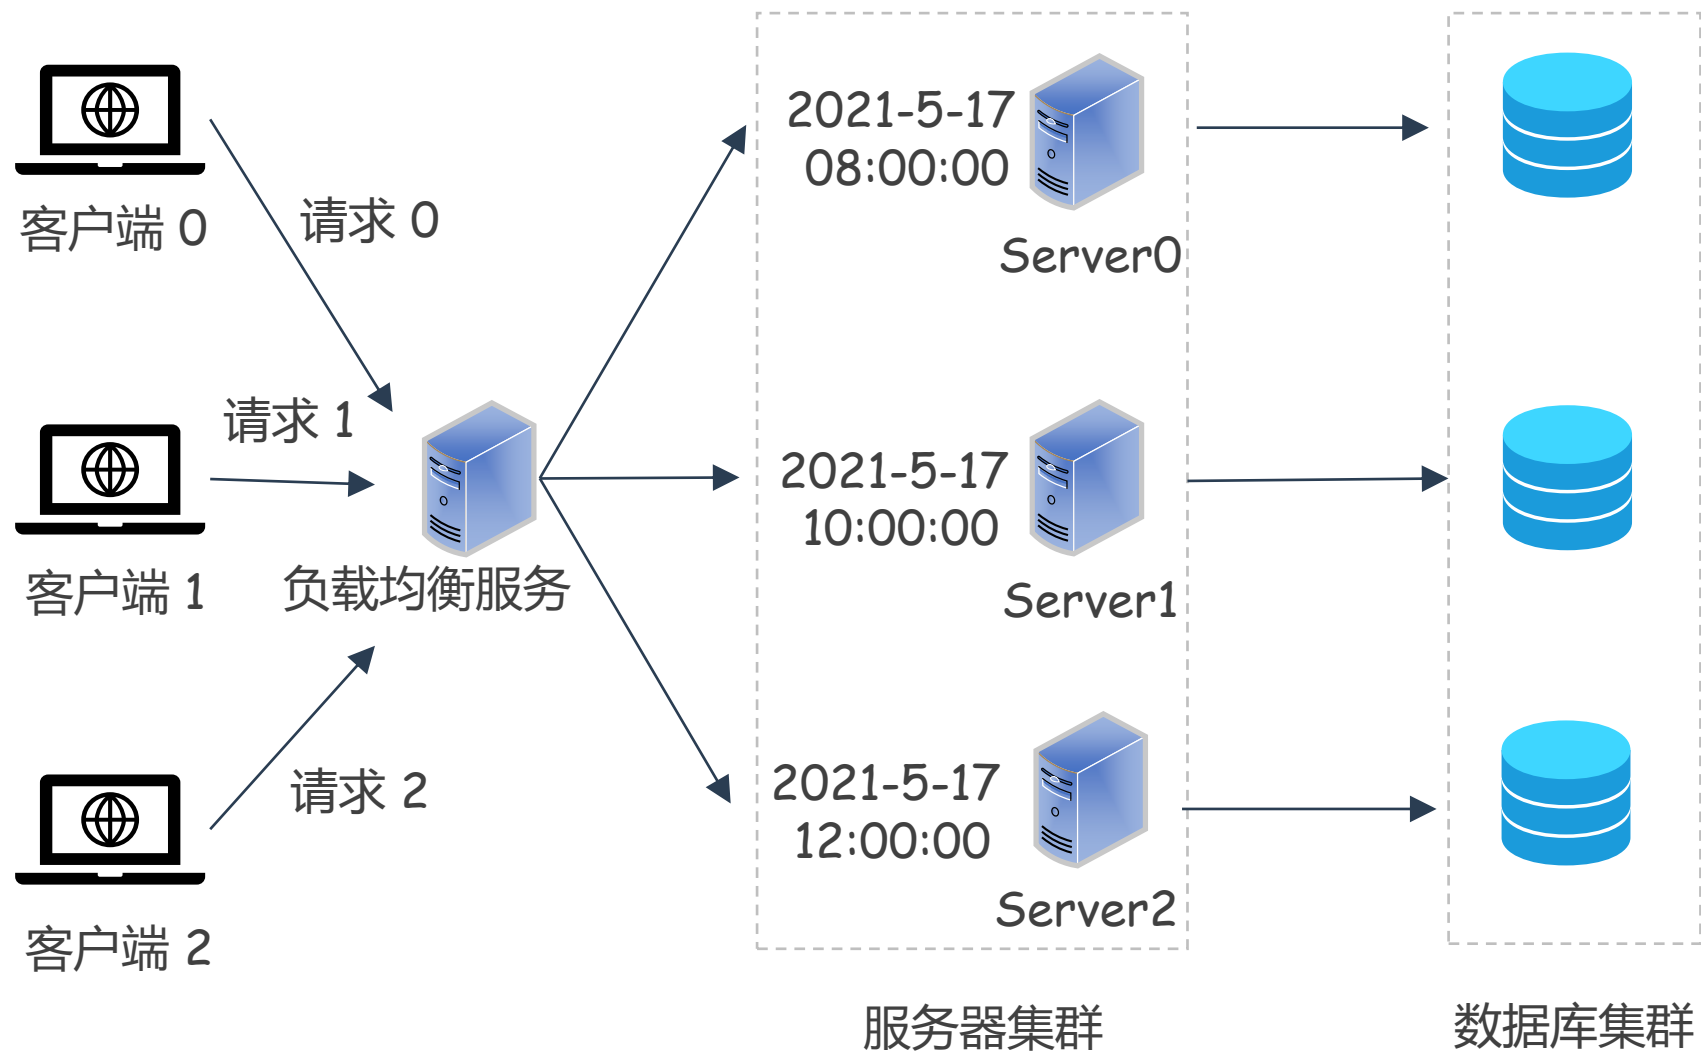 2021-5-17
08:00:00
客户端 0
请求 0
Server0
请求 1
2021-5-17
10:00:00
客户端 1
负载均衡服务
Server1
请求 2
2021-5-17
12:00:00
Server2
客户端 2
服务器集群
数据库集群